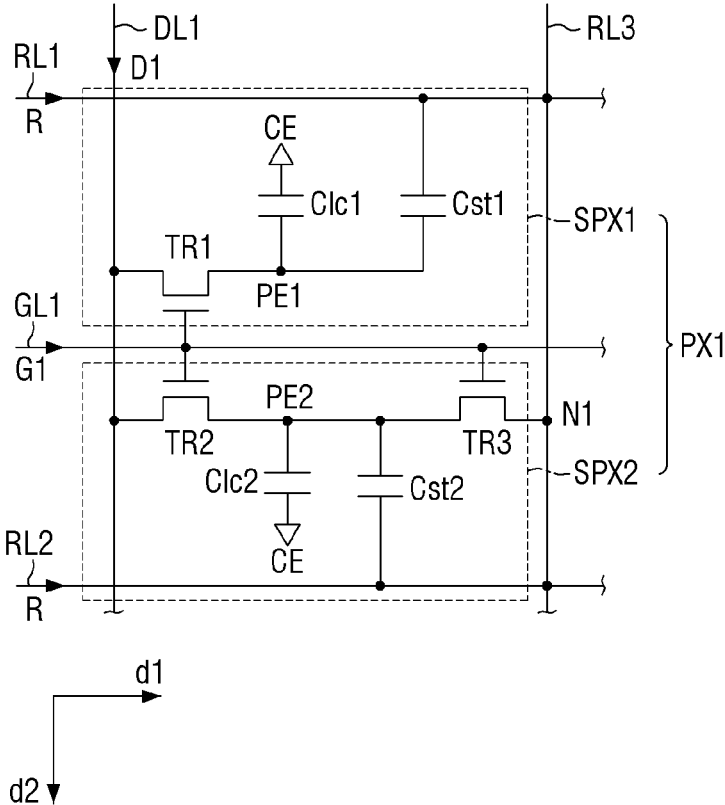 DL1
RL3
RL1
D1
R
CE
Clc1
Cst1
SPX1
TR1
PE1
GL1
G1
PX1
PE2
N1
TR2
TR3
Clc2
Cst2
SPX2
RL2
CE
R
d1
d2